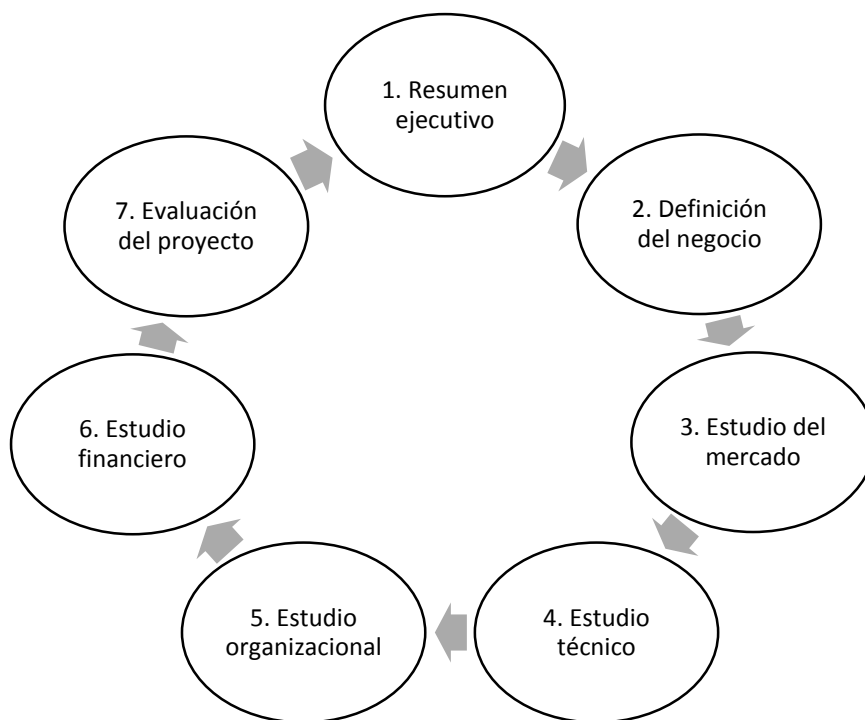 1. Resumen
ejecutivo
2. Definición
del negocio
3. Estudio del
mercado
4. Estudio
técnico
5. Estudio
organizacional
6. Estudio
financiero
7. Evaluación
del proyecto